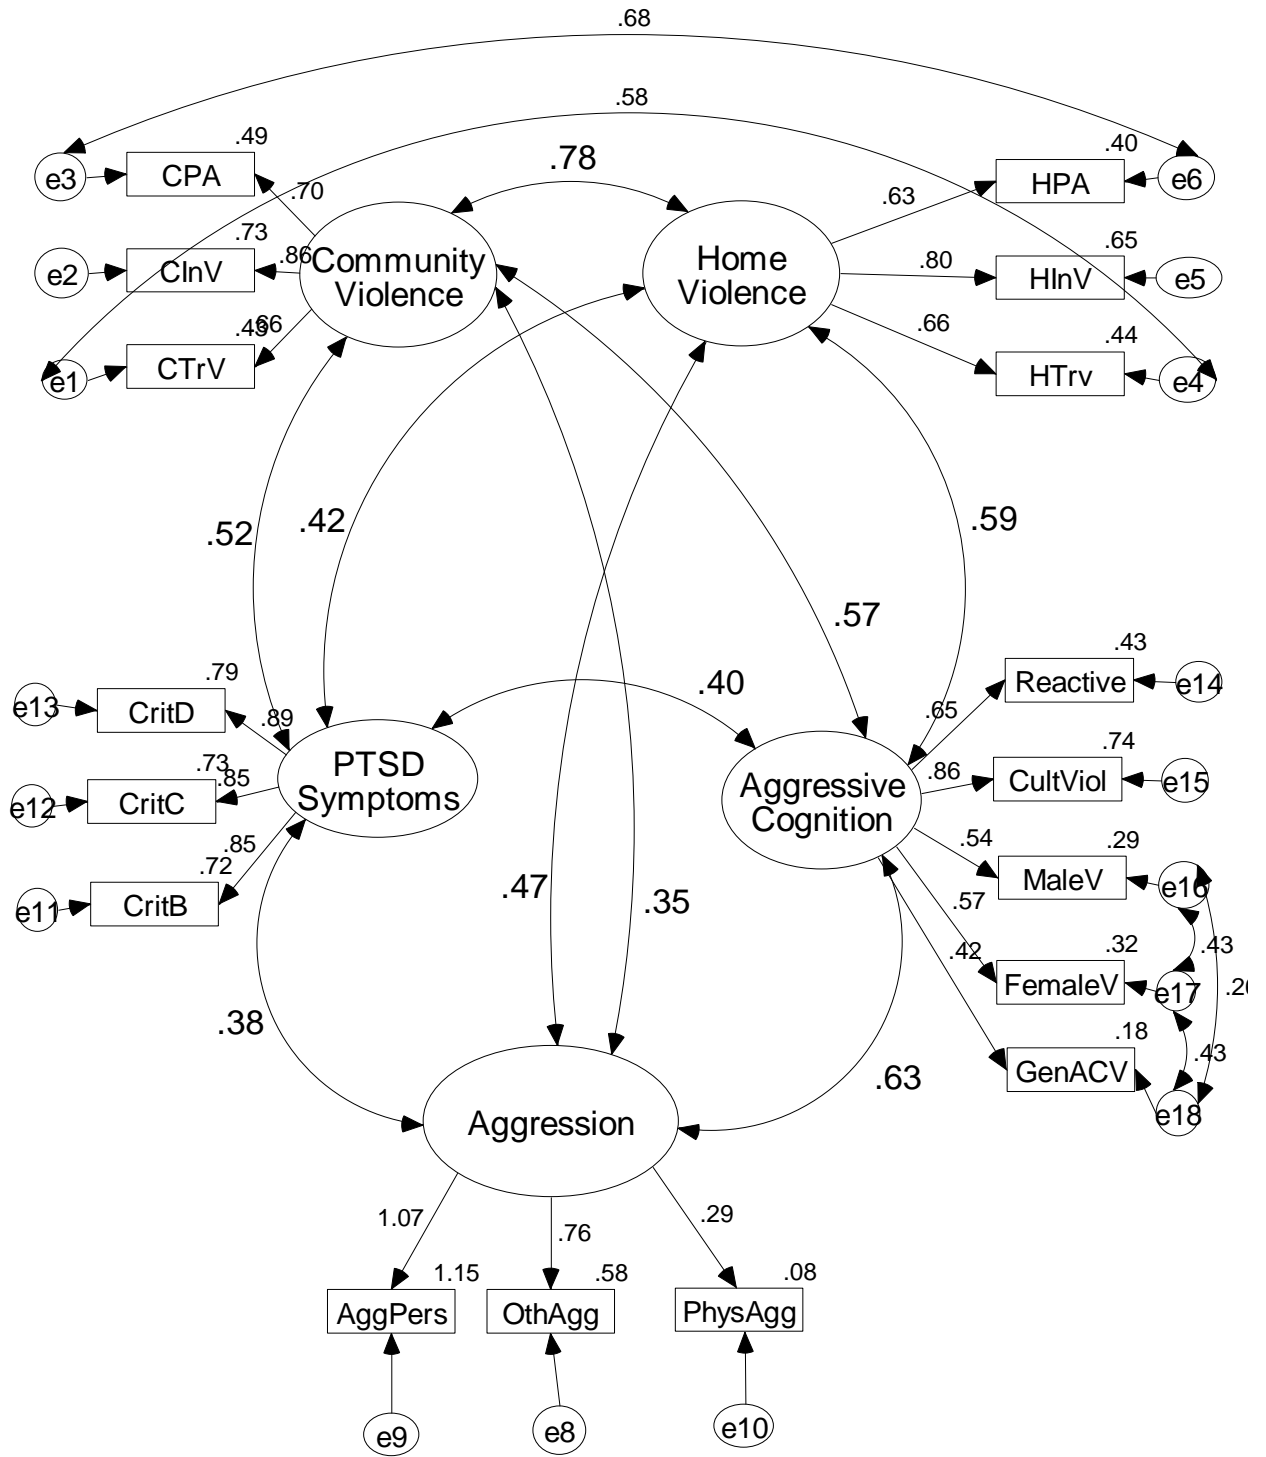 .68
.58
.49
.78
.40
e3
CPA
.70
.63
HPA
e6
.73
.65
e2
CInV
.86
Community
Violence
Home
Violence
.80
HInV
e5
.66
.66
.44
e1
CTrV
HTrv
e4
.52
.42
.59
.57
.79
.40
.43
e13
CritD
.89
.65
Reactive
e14
.73
.85
PTSD
Symptoms
Aggressive
Cognition
.86
.74
e12
CritC
CultViol
e15
.85
.72
.54
.29
e11
CritB
MaleV
e16
.47
.35
.57
.42
.32
.43
FemaleV
e17
.38
.18
.43
.63
GenACV
e18
Aggression
1.07
.76
.29
1.15
.58
.08
AggPers
OthAgg
PhysAgg
e9
e8
e10